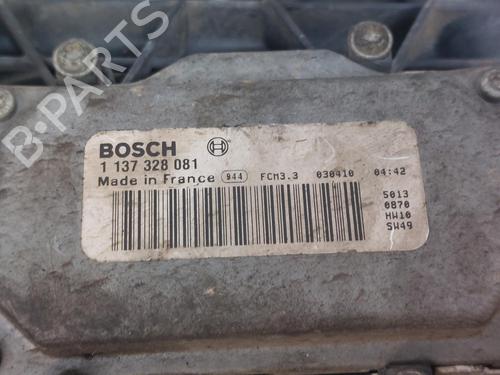 BOSCH
1 137 328 081
Made in France 944 FCM3.3 030410 04:42
5013
0870
HW10
SW49
B-PARTS